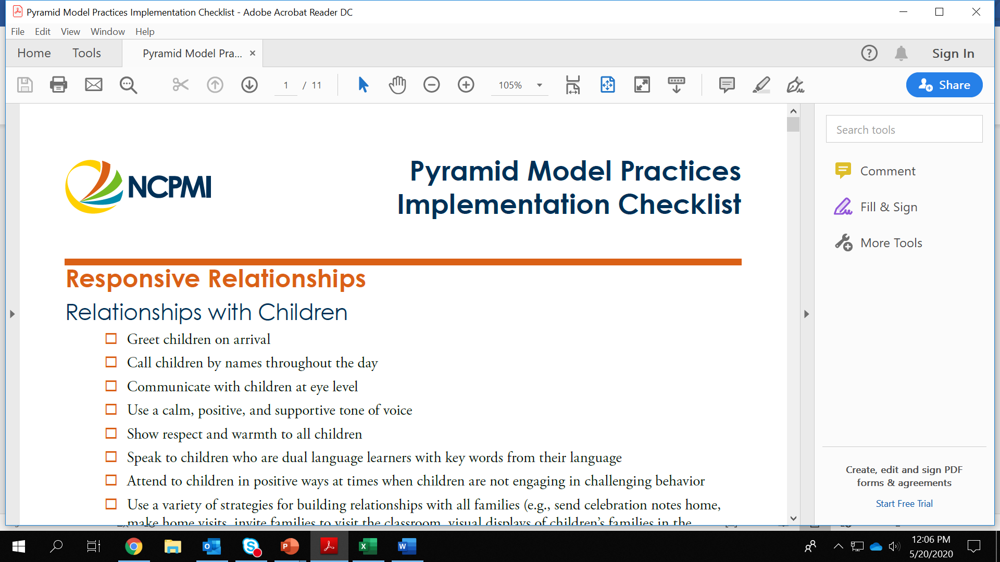 Pyramid Model Practices Implementation Checklist - Adobe Acrobat Reader DC
File Edit View Window Help
Home Tools Pyramid Model Pra... ×
? Sign In
1 / 11 105% Share
Search tools
Comment
Fill & Sign
More Tools
Create, edit and sign PDF
forms & agreements
Start Free Trial
NCPMI
Pyramid Model Practices
Implementation Checklist
Responsive Relationships
Relationships with Children
Greet children on arrival
Call children by names throughout the day
Communicate with children at eye level
Use a calm, positive, and supportive tone of voice
Show respect and warmth to all children
Speak to children who are dual language learners with key words from their language
Attend to children in positive ways at times when children are not engaging in challenging behavior
Use a variety of strategies for building relationships with all families (e.g., send celebration notes home,
make home visits, invite families to visit the classroom, visual displays of children's families in the
12:06 PM
5/20/2020